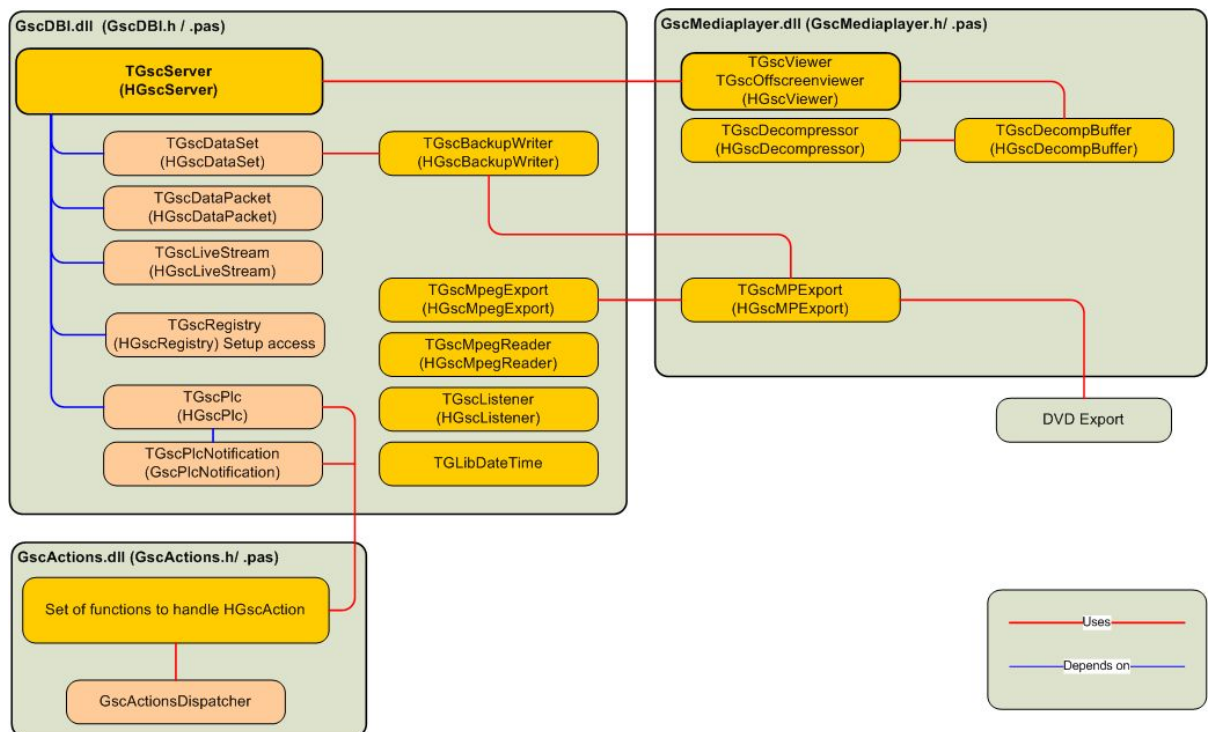 GscDBI.dll (GscDBI.h / .pas)
TGscServer
(HGscServer)
TGscDataSet
(HGscDataSet)
TGscBackupWriter
(HGscBackupWriter)
TGscDataPacket
(HGscDataPacket)
TGscLiveStream
(HGscLiveStream)
TGscMpegExport
(HGscMpegExport)
TGscRegistry
(HGscRegistry) Setup access
TGscMpegReader
(HGscMpegReader)
TGscPlc
(HGscPlc)
TGscListener
(HGscListener)
TGscPlcNotification
(GscPlcNotification)
TGLibDateTime
GscMediaplayer.dll (GscMediaplayer.h/ .pas)
TGscViewer
TGscOffscreenviewer
(HGscViewer)
TGscDecompressor
(HGscDecompressor)
TGscDecompBuffer
(HGscDecompBuffer)
TGscMPExport
(HGscMPExport)
DVD Export
GscActions.dll (GscActions.h/ .pas)
Set of functions to handle HGscAction
GscActionsDispatcher
Uses
Depends on